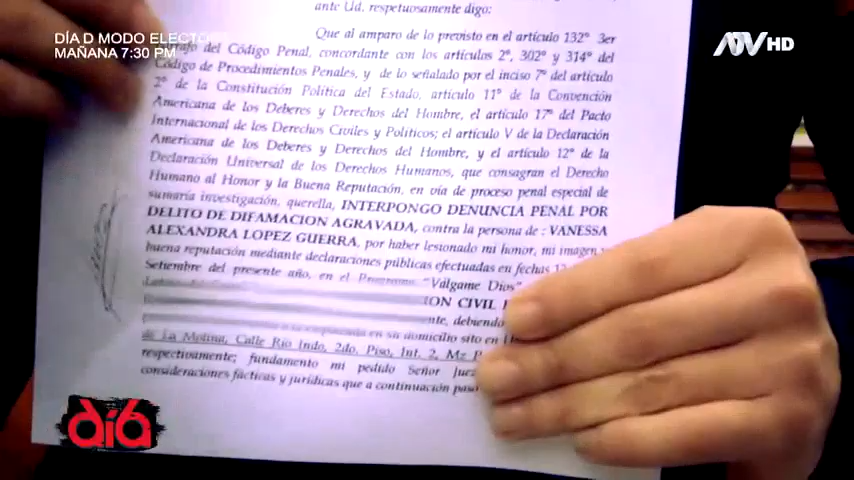 DÍA D MODO ELECTO
MAÑANA 7:30 PM
ATV HD
ante Ud, respetuosamente digo:
Que al amparo de lo previsto en el artículo 132° 3er
del Código Penal, concordante con los artículos 2°, 302° y 314° del
Código de Procedimientos Penales, y de lo señalado por el inciso 7° del artículo
2° de la Constitución Política del Estado, artículo 11° de la Convención
Americana de los Deberes y Derechos del Hombre, el artículo 17° del Pacto
Internacional de los Derechos Civiles y Políticos; el artículo V de la Declaración
Americana de los Deberes y Derechos del Hombre, y el artículo 12° de la
Declaración Universal de los Derechos Humanos, que consagran el Derecho
Humano al Honor y la Buena Reputación, en vía de proceso penal especial de
sumaria investigación, querella, INTERPONGO DENUNCIA PENAL POR
DELITO DE DIFAMACION AGRAVADA, contra la persona de : VANESSA
ALEXANDRA LOPEZ GUERRA, por haber lesionado mi honor, mi imagen y
buena reputación mediante declaraciones públicas efectuadas en fechas
Setiembre del presente año, en el Programa "Válgame Dios"
ION CIVIL
nte, debiendo
en su domicilio sito en
de La Molina, Calle Río Indo, 2do. Piso, Int. 2, Mz
respectivamente; fundamento mi pedido Señor Juez
consideraciones fácticas y jurídicas que a continuación paso
día